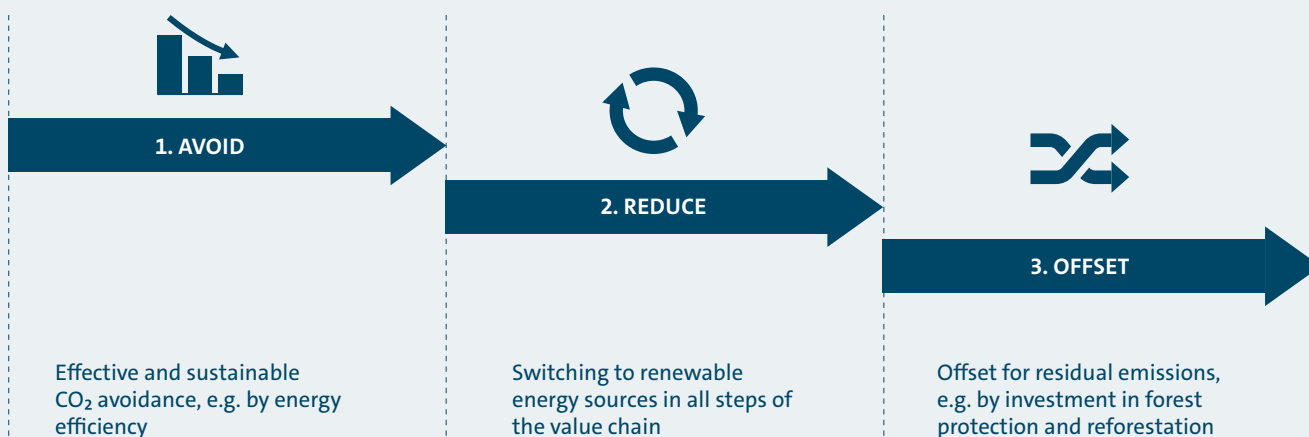 1. AVOID
2. REDUCE
3. OFFSET
Effective and sustainable
CO₂ avoidance, e.g. by energy
efficiency
Switching to renewable
energy sources in all steps of
the value chain
Offset for residual emissions,
e.g. by investment in forest
protection and reforestation